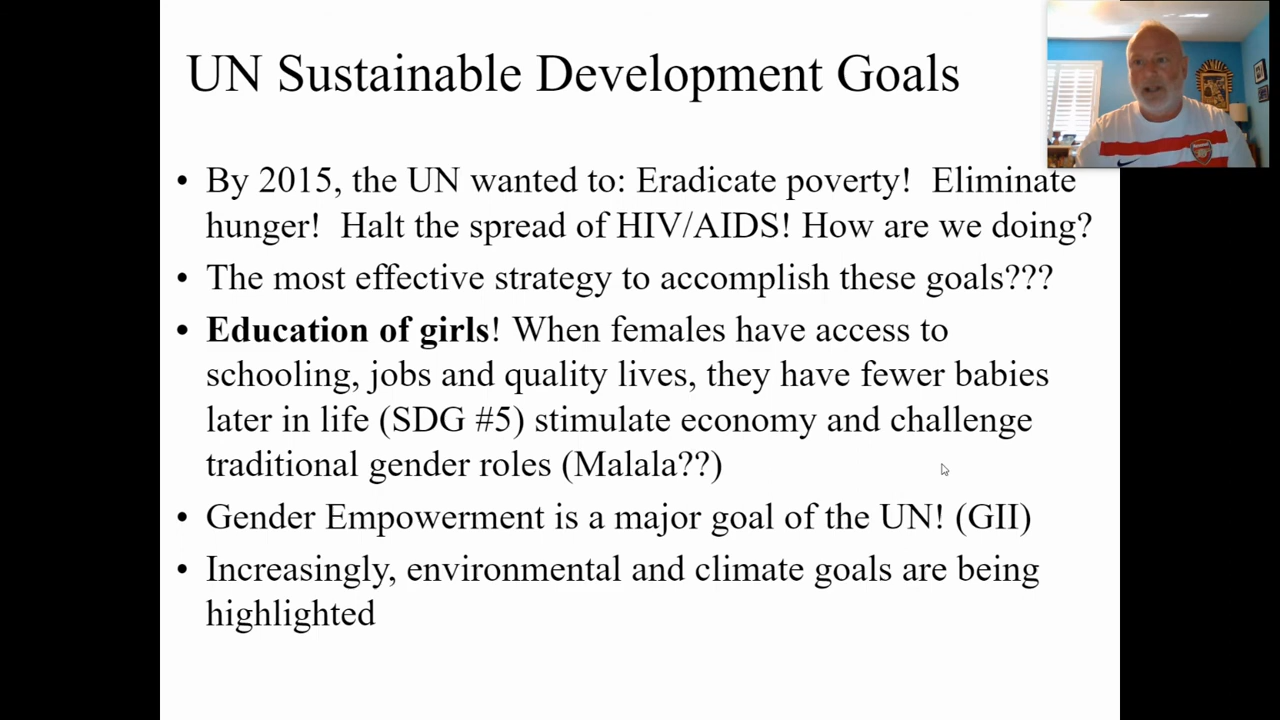 UN Sustainable Development Goals
• By 2015, the UN wanted to: Eradicate poverty!  Eliminate
hunger!  Halt the spread of HIV/AIDS! How are we doing?
• The most effective strategy to accomplish these goals???
• Education of girls! When females have access to
schooling, jobs and quality lives, they have fewer babies
later in life (SDG #5) stimulate economy and challenge
traditional gender roles (Malala??)
• Gender Empowerment is a major goal of the UN! (GII)
• Increasingly, environmental and climate goals are being
highlighted